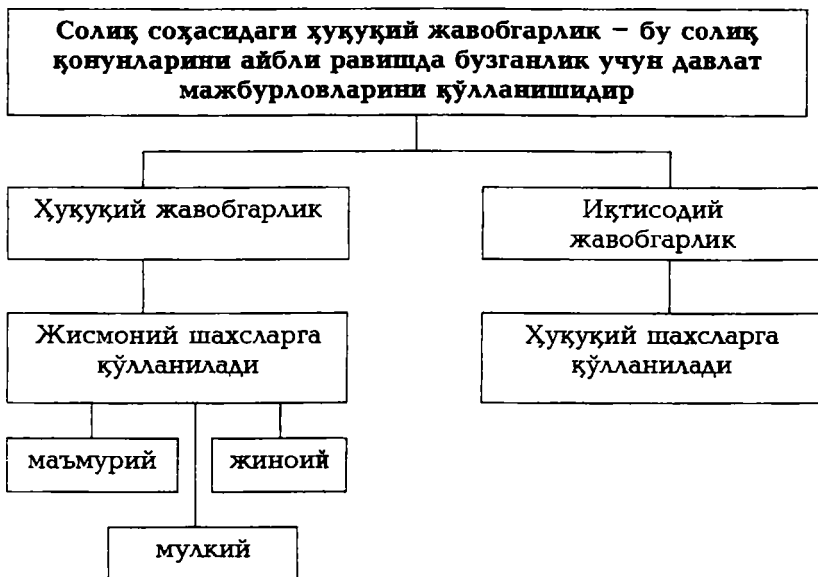 Солиқ соҳасидаги ҳуқуқий жавобгарлик – бу солиқ
қонунларини айбли равишда бузганлик учун давлат
мажбурловларини қўлланишидир
Ҳуқуқий жавобгарлик
Иқтисодий
жавобгарлик
Жисмоний шахсларга
қўлланилади
Ҳуқуқий шахсларга
қўлланилади
маъмурий
жиноий
мулкий